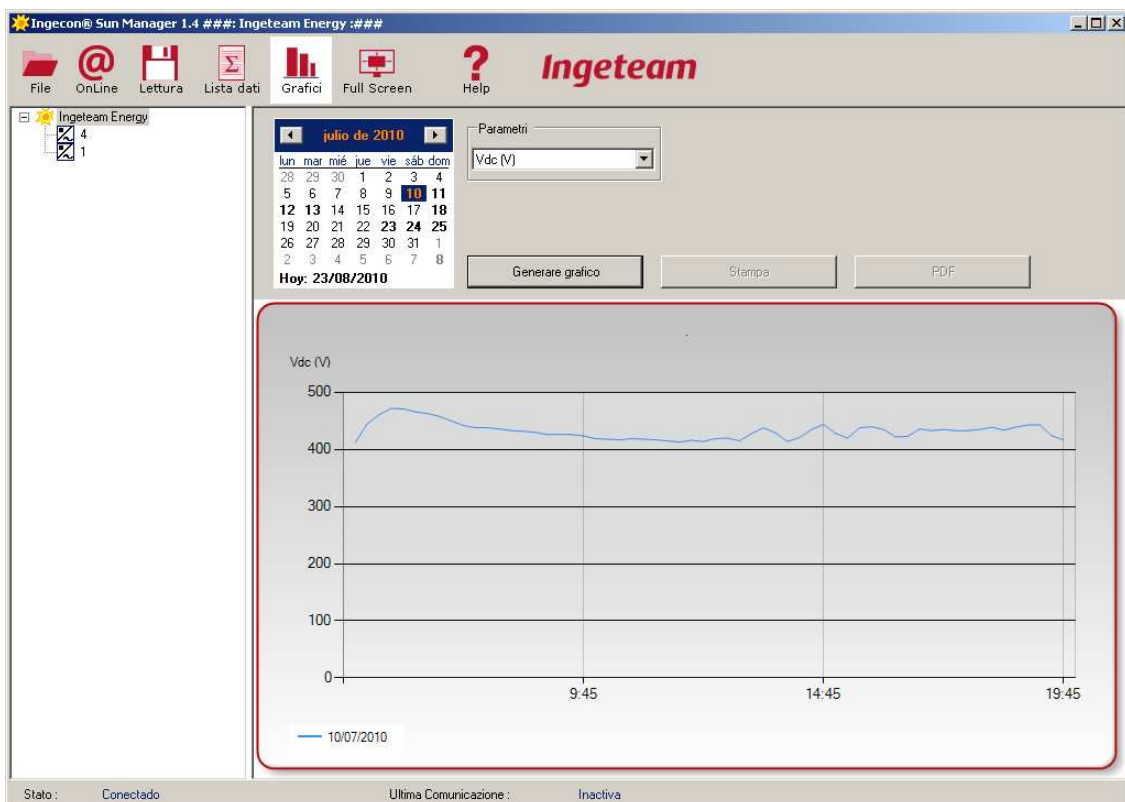 Ingecon® Sun Manager 1.4 ###: Ingeteam Energy :###
File OnLine Lettura Lista dati Grafici Full Screen Help Ingeteam
Ingeteam Energy
4
1
julio de 2010
lun mar mié jue vie sáb dom
28 29 30 1 2 3 4
5 6 7 8 9 10 11
12 13 14 15 16 17 18
19 20 21 22 23 24 25
26 27 28 29 30 31 1
2 3 4 5 6 7 8
Hoy: 23/08/2010
Parametri
Vdc (V)
Generare grafico Stampa PDF
Vdc (V)
500
400
300
200
100
0
9:45 14:45 19:45
10/07/2010
Stato : Conectado Ultima Comunicazione : Inactiva